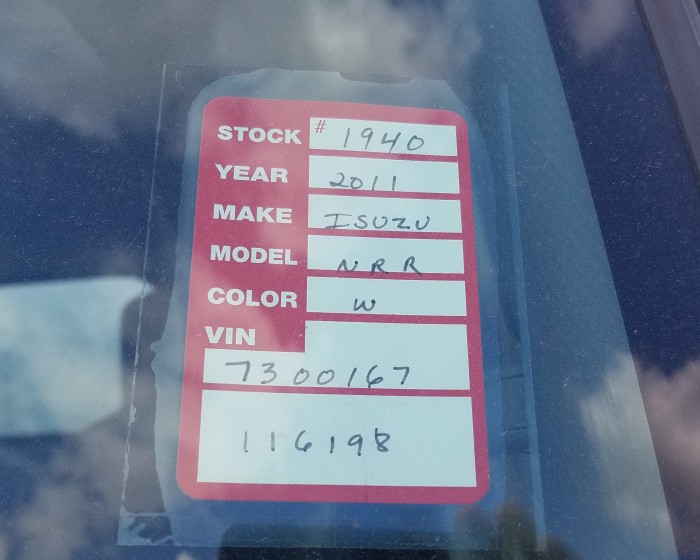 STOCK # 1940
YEAR 2011
MAKE ISUZU
MODEL NRR
COLOR W
VIN
7300167
116198